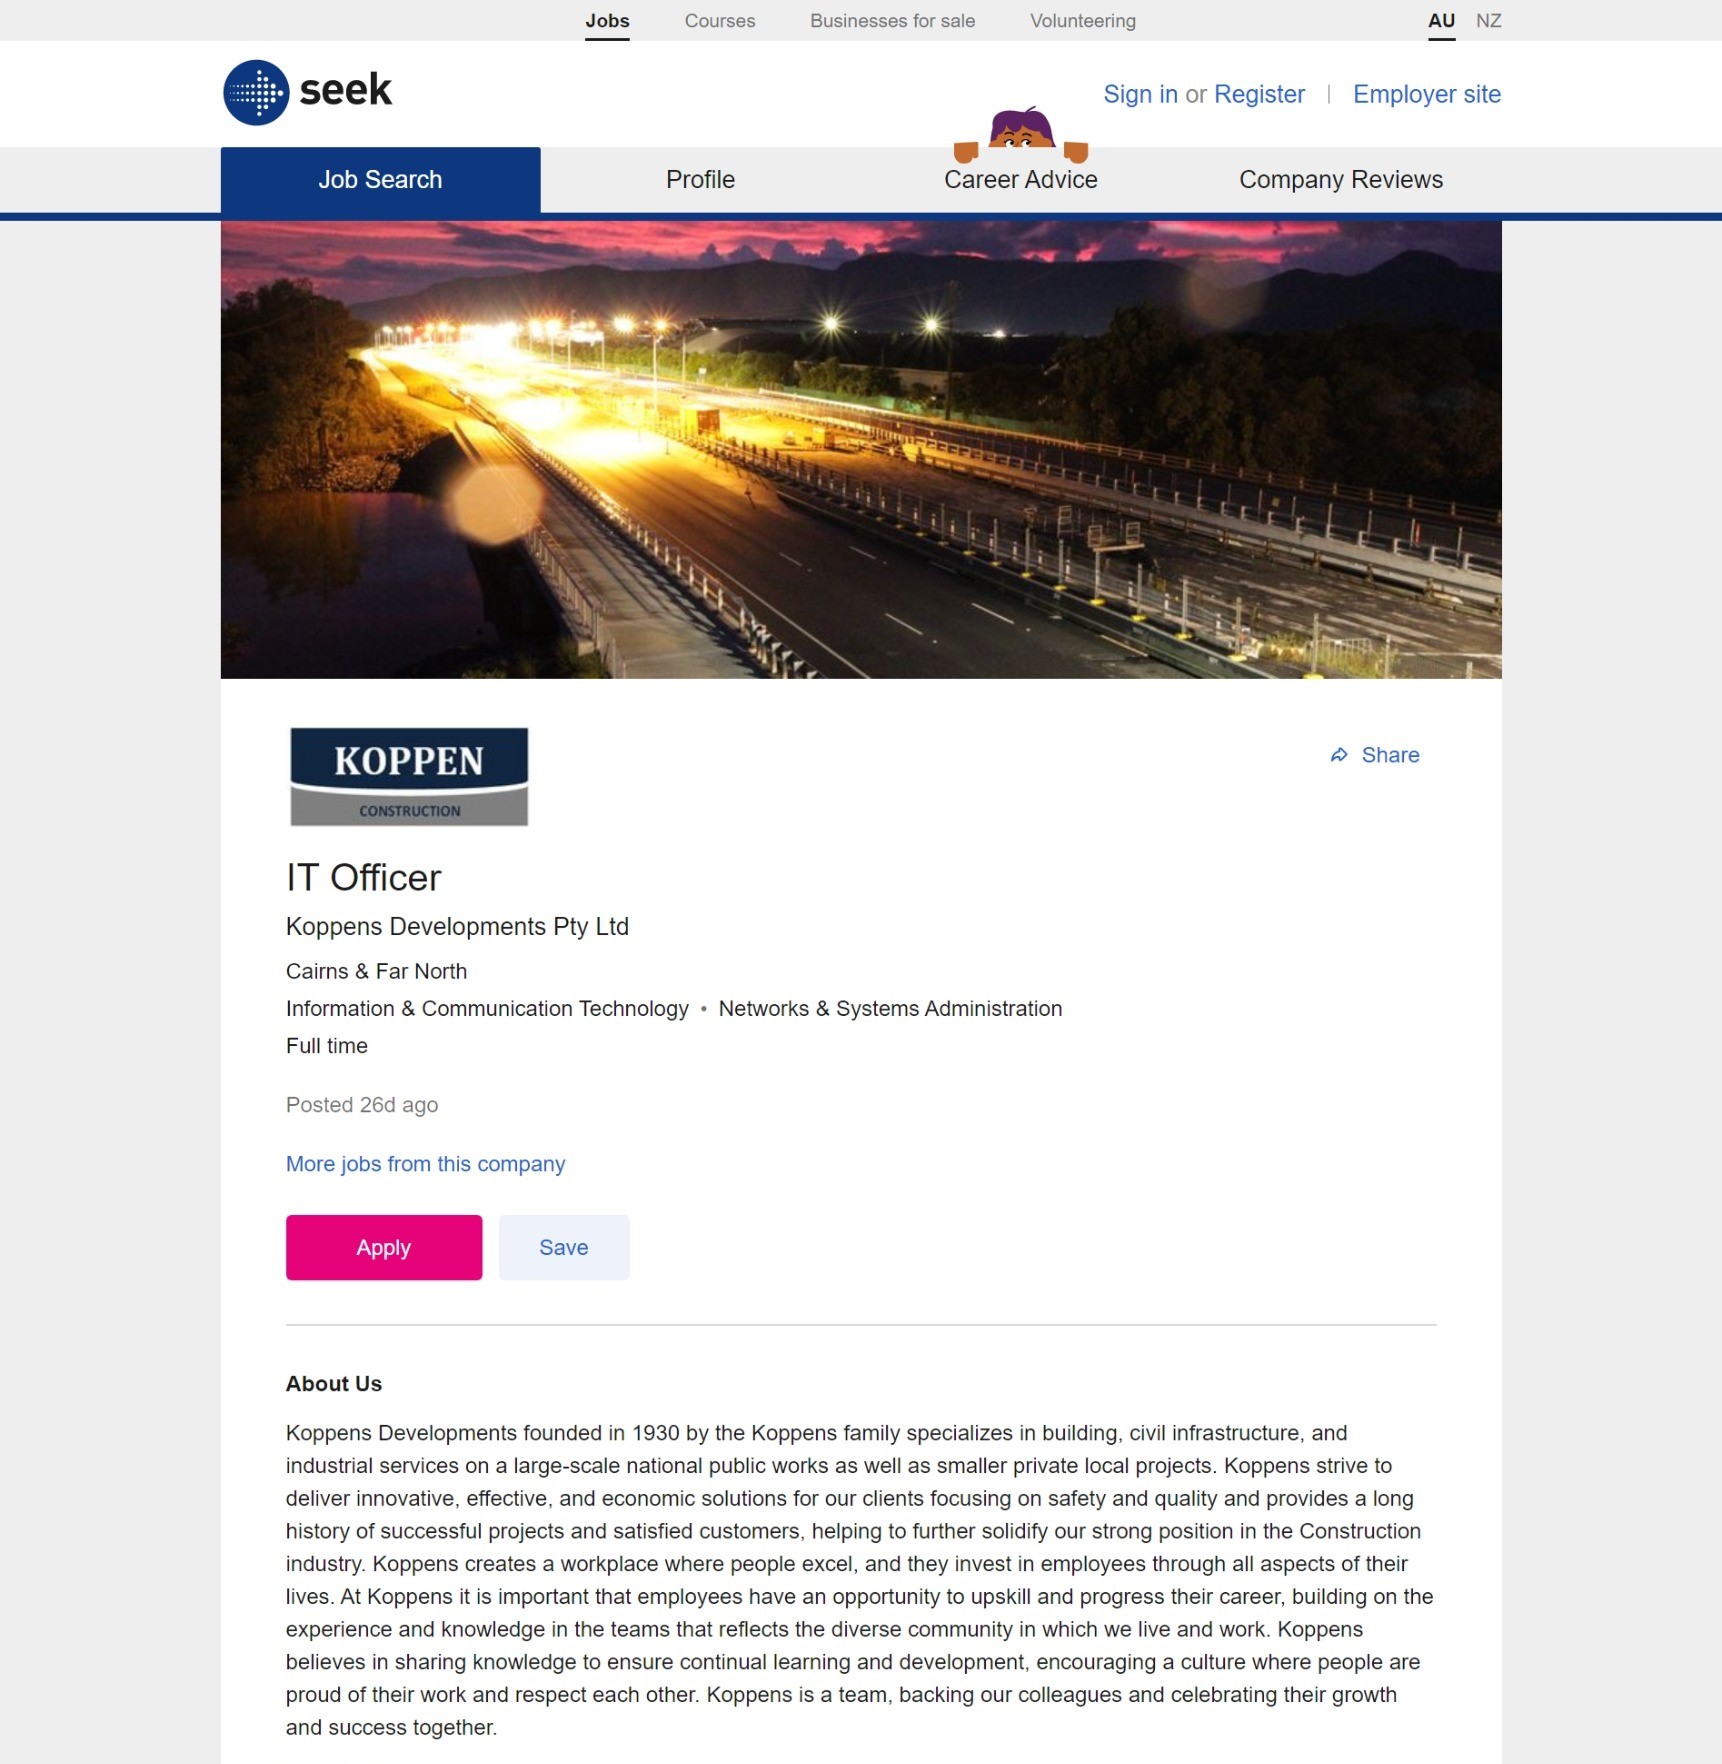 Jobs Courses Businesses for sale Volunteering AU NZ
seek
Sign in or Register | Employer site
Job Search Profile Career Advice Company Reviews
KOPPEN
CONSTRUCTION
Share
IT Officer
Koppens Developments Pty Ltd
Cairns & Far North
Information & Communication Technology • Networks & Systems Administration
Full time
Posted 26d ago
More jobs from this company
Apply Save
About Us
Koppens Developments founded in 1930 by the Koppens family specializes in building, civil infrastructure, and
industrial services on a large-scale national public works as well as smaller private local projects. Koppens strive to
deliver innovative, effective, and economic solutions for our clients focusing on safety and quality and provides a long
history of successful projects and satisfied customers, helping to further solidify our strong position in the Construction
industry. Koppens creates a workplace where people excel, and they invest in employees through all aspects of their
lives. At Koppens it is important that employees have an opportunity to upskill and progress their career, building on the
experience and knowledge in the teams that reflects the diverse community in which we live and work. Koppens
believes in sharing knowledge to ensure continual learning and development, encouraging a culture where people are
proud of their work and respect each other. Koppens is a team, backing our colleagues and celebrating their growth
and success together.